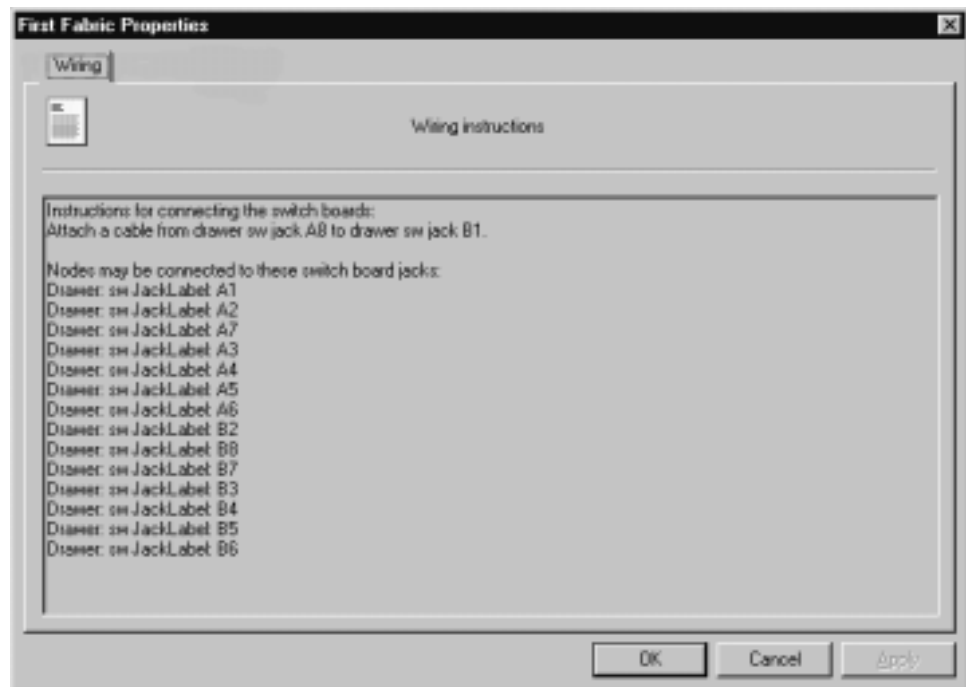 First Fabric Properties
Wiring
Wiring instructions
Instructions for connecting the switch boards:
Attach a cable from drawer sw jack A8 to drawer sw jack B1.
Nodes may be connected to these switch board jacks:
Drawer: sw JackLabel: A1
Drawer: sw JackLabel: A2
Drawer: sw JackLabel: A7
Drawer: sw JackLabel: A3
Drawer: sw JackLabel: A4
Drawer: sw JackLabel: A5
Drawer: sw JackLabel: A6
Drawer: sw JackLabel: B2
Drawer: sw JackLabel: B8
Drawer: sw JackLabel: B7
Drawer: sw JackLabel: B3
Drawer: sw JackLabel: B4
Drawer: sw JackLabel: B5
Drawer: sw JackLabel: B6
OK Cancel Apply